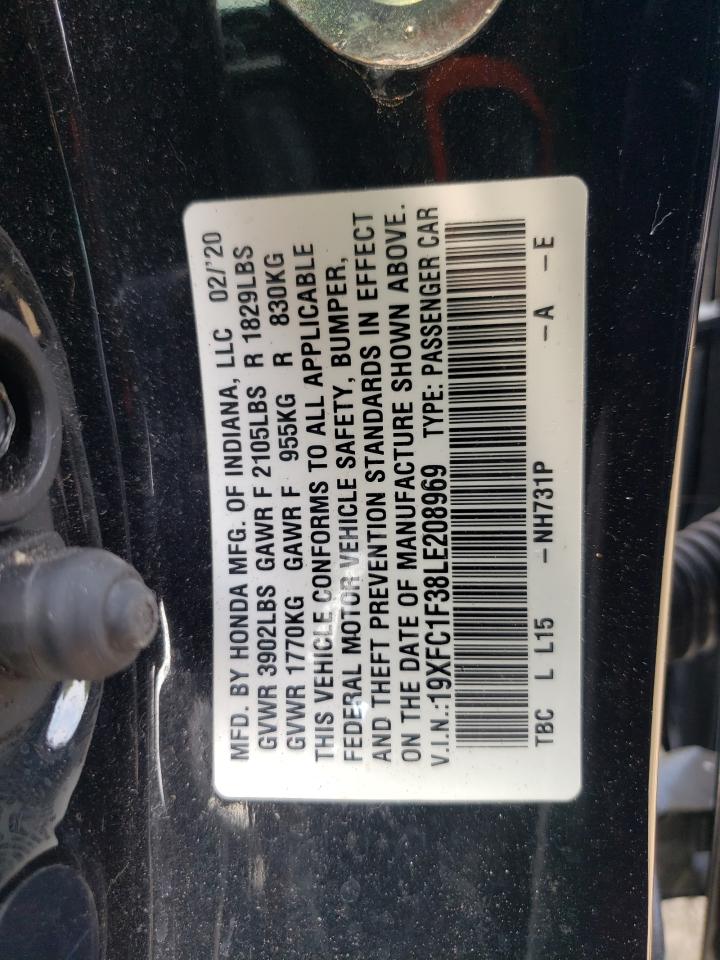 MFD. BY HONDA MFG. OF INDIANA, LLC 02/'20
GVWR 3902LBS GAWR F 2105LBS R 1829LBS
GVWR 1770KG GAWR F 955KG R 830KG
THIS VEHICLE CONFORMS TO ALL APPLICABLE
FEDERAL MOTOR VEHICLE SAFETY, BUMPER,
AND THEFT PREVENTION STANDARDS IN EFFECT
ON THE DATE OF MANUFACTURE SHOWN ABOVE.
V.I.N.:19XFC1F38LE208969 TYPE: PASSENGER CAR
TBC L L15 -NH731P -A -E